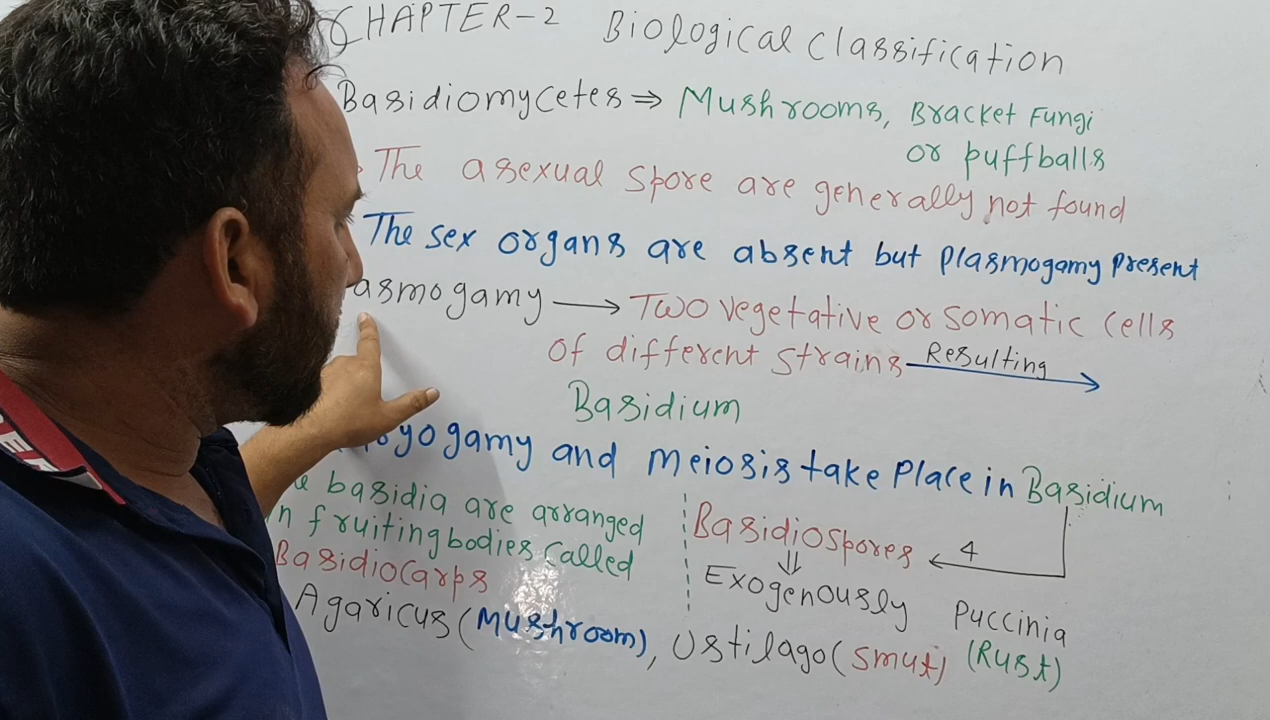 CHAPTER-2 Biological Classification
Basidiomycetes ⇒ Mushrooms, Bracket Fungi
or puffballs
The asexual spore are generally not found
The sex organs are absent but Plasmogamy Present
asmogamy → Two vegetative or somatic cells
of different strains Resulting →
Basidium
yogamy and meiosis take Place in Basidium
basidia are arranged
in fruiting bodies called
Basidiocarps
Basidiospores ← 4
⇓
Exogenously
Agaricus (Mushroom), Ustilago (Smut)
Puccinia
(Rust)